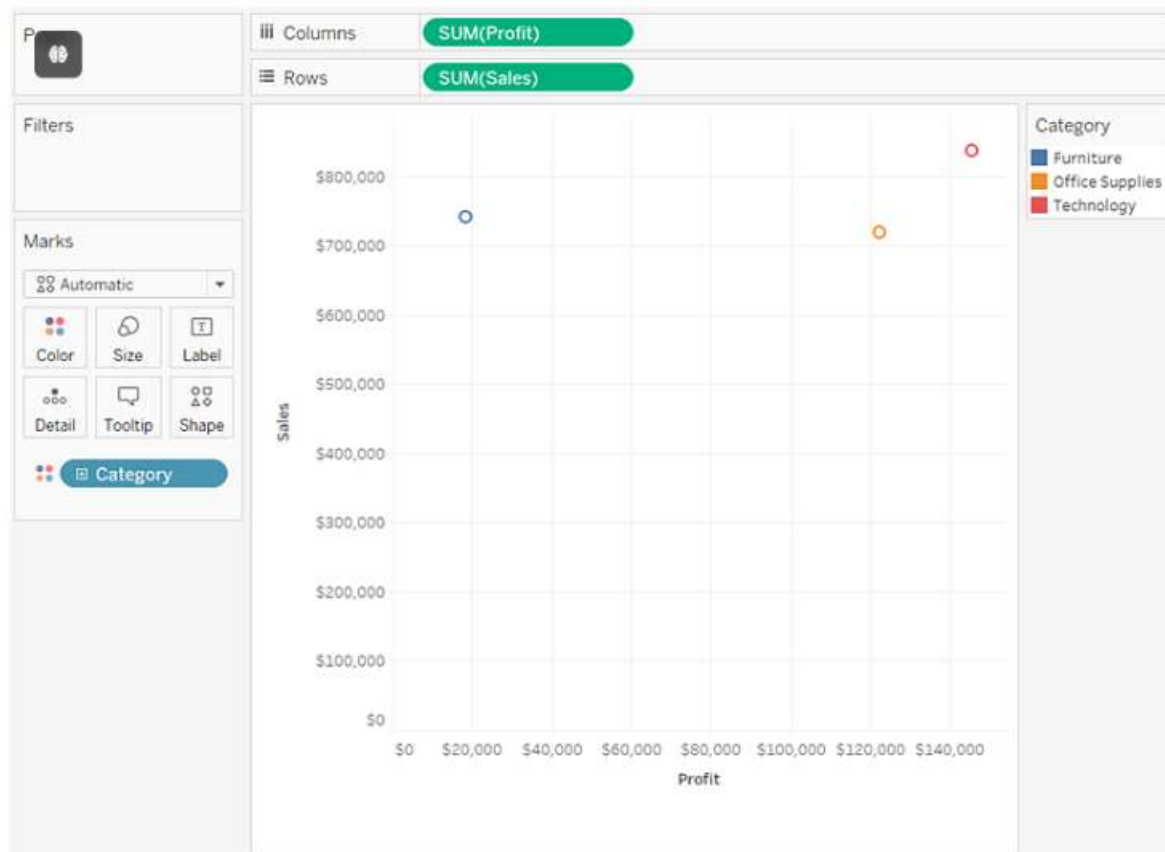 Columns
SUM(Profit)
Rows
SUM(Sales)
Filters
Marks
Automatic
Color
Size
Label
Detail
Tooltip
Shape
Category
Sales
$800,000
$700,000
$600,000
$500,000
$400,000
$300,000
$200,000
$100,000
$0
$0 $20,000 $40,000 $60,000 $80,000 $100,000 $120,000 $140,000
Profit
Category
Furniture
Office Supplies
Technology